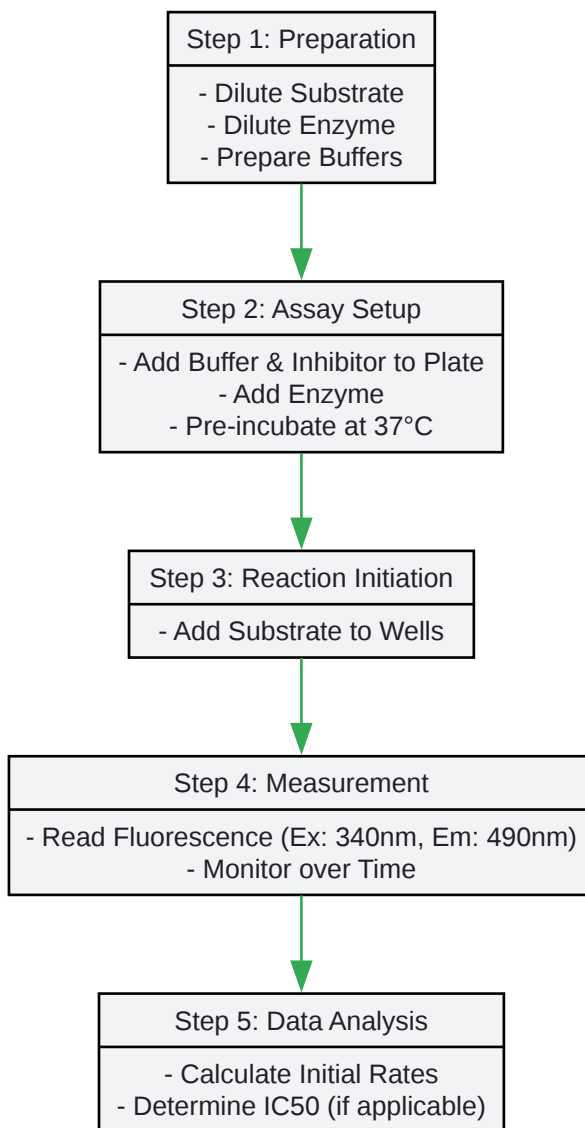 Step 1: Preparation
- Dilute Substrate
- Dilute Enzyme
- Prepare Buffers
Step 2: Assay Setup
- Add Buffer & Inhibitor to Plate
- Add Enzyme
- Pre-incubate at 37°C
Step 3: Reaction Initiation
- Add Substrate to Wells
Step 4: Measurement
- Read Fluorescence (Ex: 340nm, Em: 490nm)
- Monitor over Time
Step 5: Data Analysis
- Calculate Initial Rates
- Determine IC50 (if applicable)